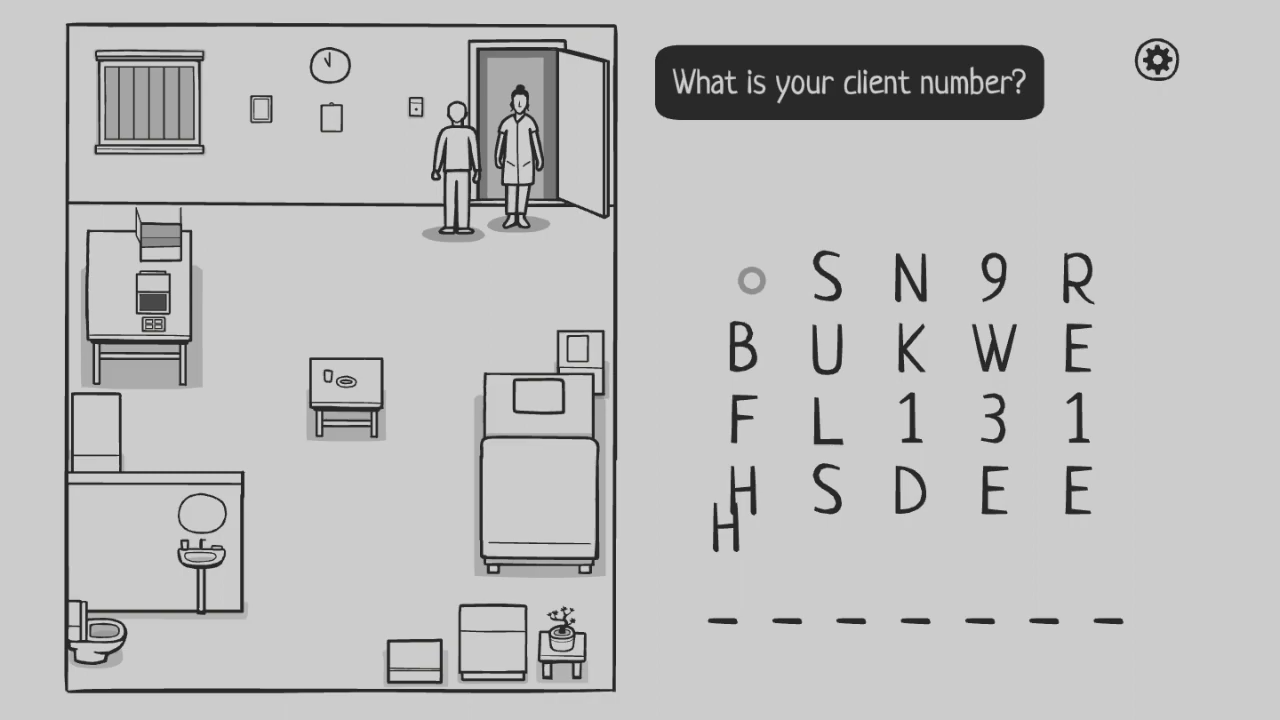 What is your client number?
S N 9 R
B U K W E
F L 1 3 1
H S D E E
H